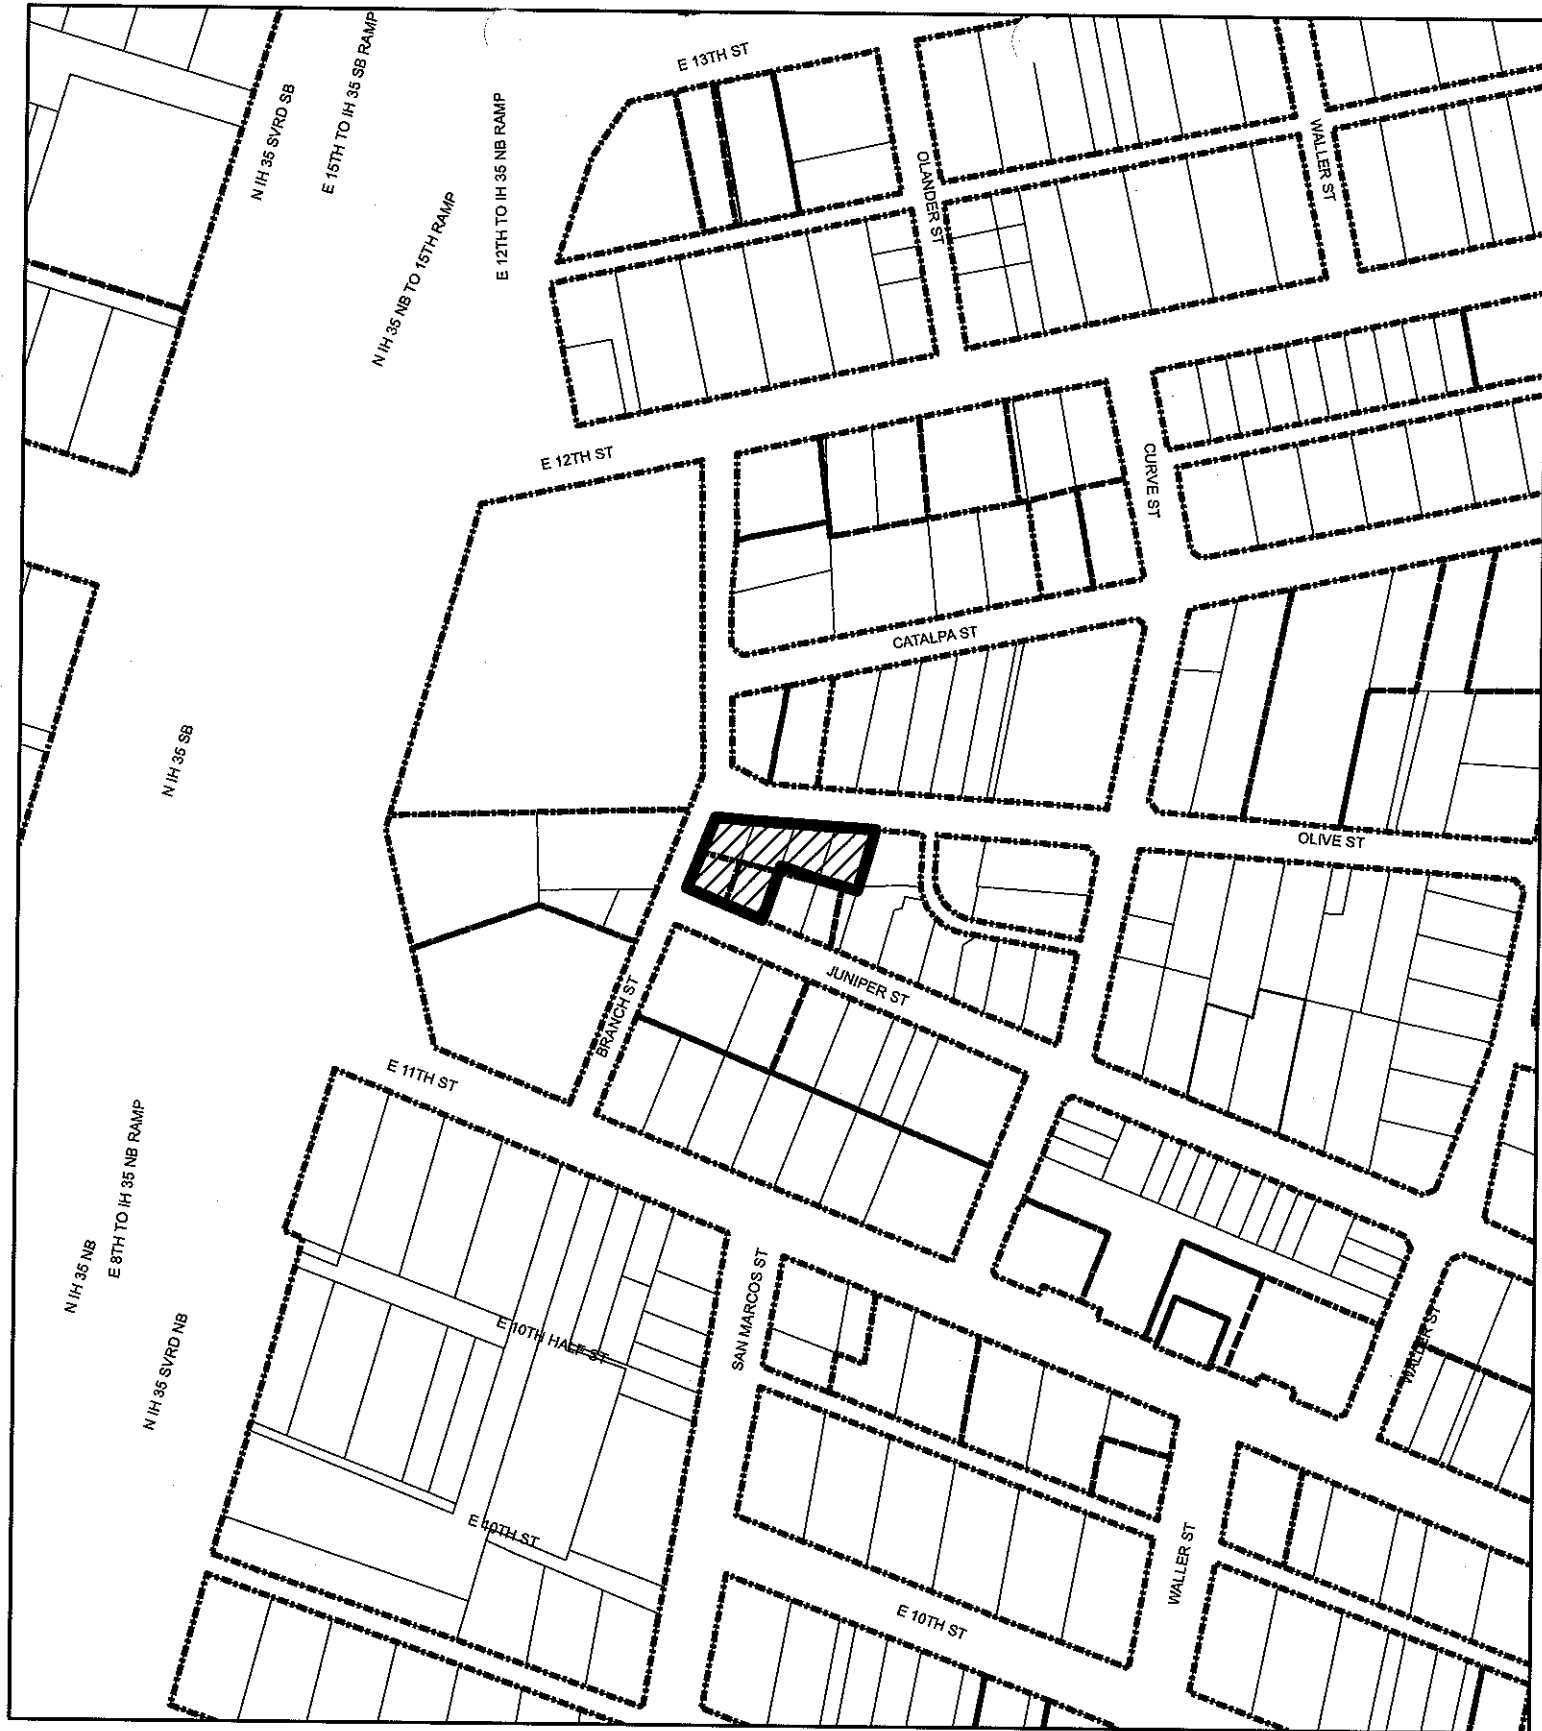 E 13TH ST
N IH 35 SVRD SB
E 15TH TO IH 35 SB RAMP
E 12TH TO IH 35 NB RAMP
N IH 35 NB TO 15TH RAMP
OLANDER ST
WALLER ST
E 12TH ST
CURVE ST
CATALPA ST
N IH 35 SB
OLIVE ST
JUNIPER ST
BRANCH ST
E 11TH ST
E 8TH TO IH 35 NB RAMP
N IH 35 NB
N IH 35 SVRD NB
E 10TH HALF ST
SAN MARCOS ST
WALLER ST
E 10TH ST
WALLER ST
E 10TH ST